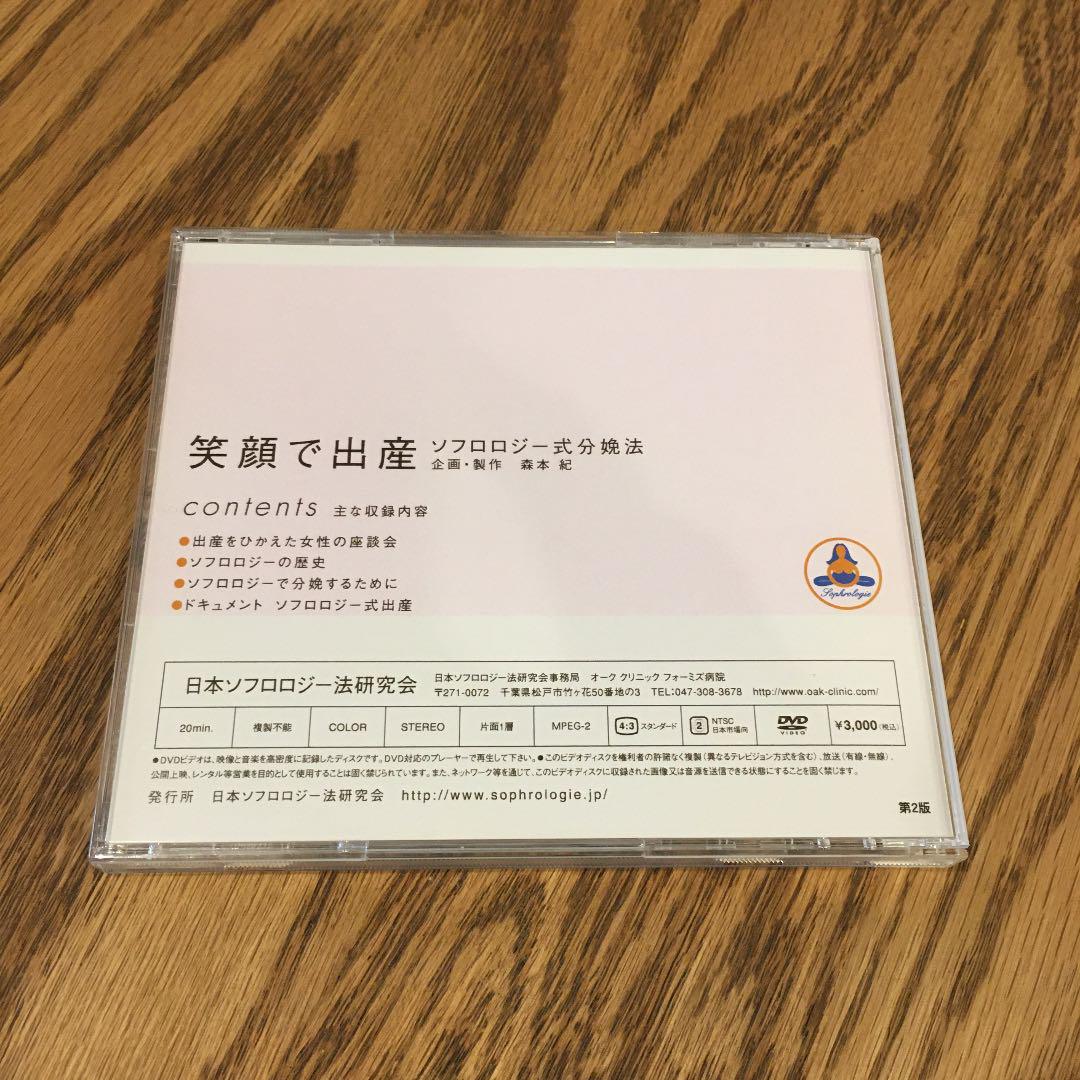 笑顔で出産 ソフロロジー式分娩法
企画・製作　森本 紀
contents 主な収録内容
●出産をひかえた女性の座談会
●ソフロロジーの歴史
●ソフロロジーで分娩するために
●ドキュメント ソフロロジー式出産
Sophrologie
日本ソフロロジー法研究会
日本ソフロロジー法研究会事務局　オーク クリニック フォーミズ病院
〒271-0072　千葉県松戸市竹ヶ花50番地の3　TEL:047-308-3678　http://www.oak-clinic.com/
20min. 複製不能 COLOR STEREO 片面1層 MPEG-2 4:3 スタンダード 2 NTSC 日本市場向 DVD VIDEO ¥3,000(税込)
●DVDビデオは、映像と音楽を高密度に記録したディスクです。DVD対応のプレーヤーで再生して下さい。●このビデオディスクを権利者の許諾なく複製(異なるテレビジョン方式を含む)、放送(有線・無線)、
公開上映、レンタル等営業を目的として使用することは固く禁じられています。また、ネットワーク等を通じて、このビデオディスクに収録された画像又は音源を送信できる状態にすることを固く禁じます。
発行所　日本ソフロロジー法研究会　http://www.sophrologie.jp/
第2版